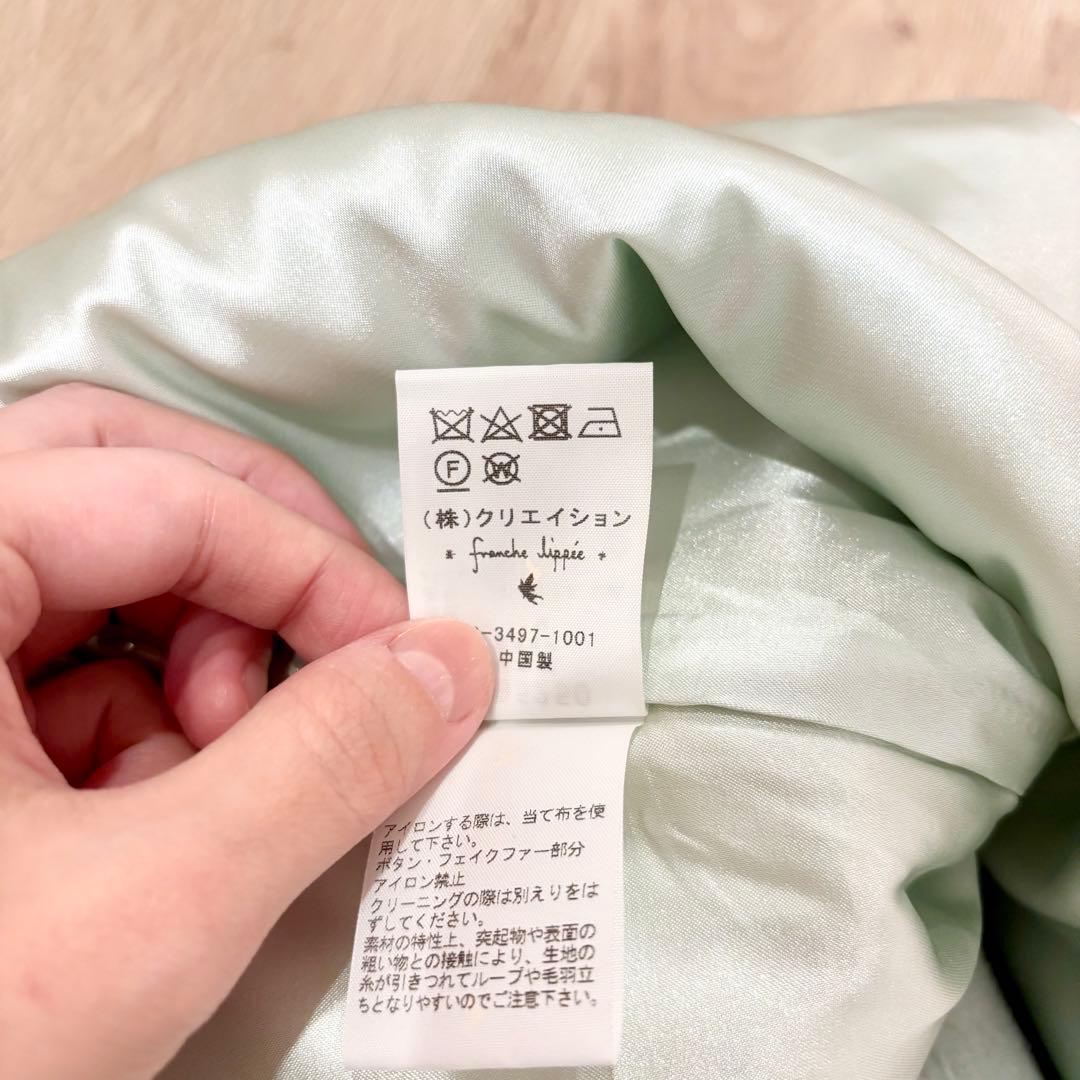 F W
(株)クリエイション
* franche lippée *
-3497-1001
中国製
アイロンする際は、当て布を使
用して下さい。
ボタン・フェイクファー部分
アイロン禁止
クリーニングの際は別えりをは
ずしてください。
素材の特性上、突起物や表面の
粗い物との接触により、生地の
糸が引きつれてループや毛羽立
ちとなりやすいのでご注意下さい。